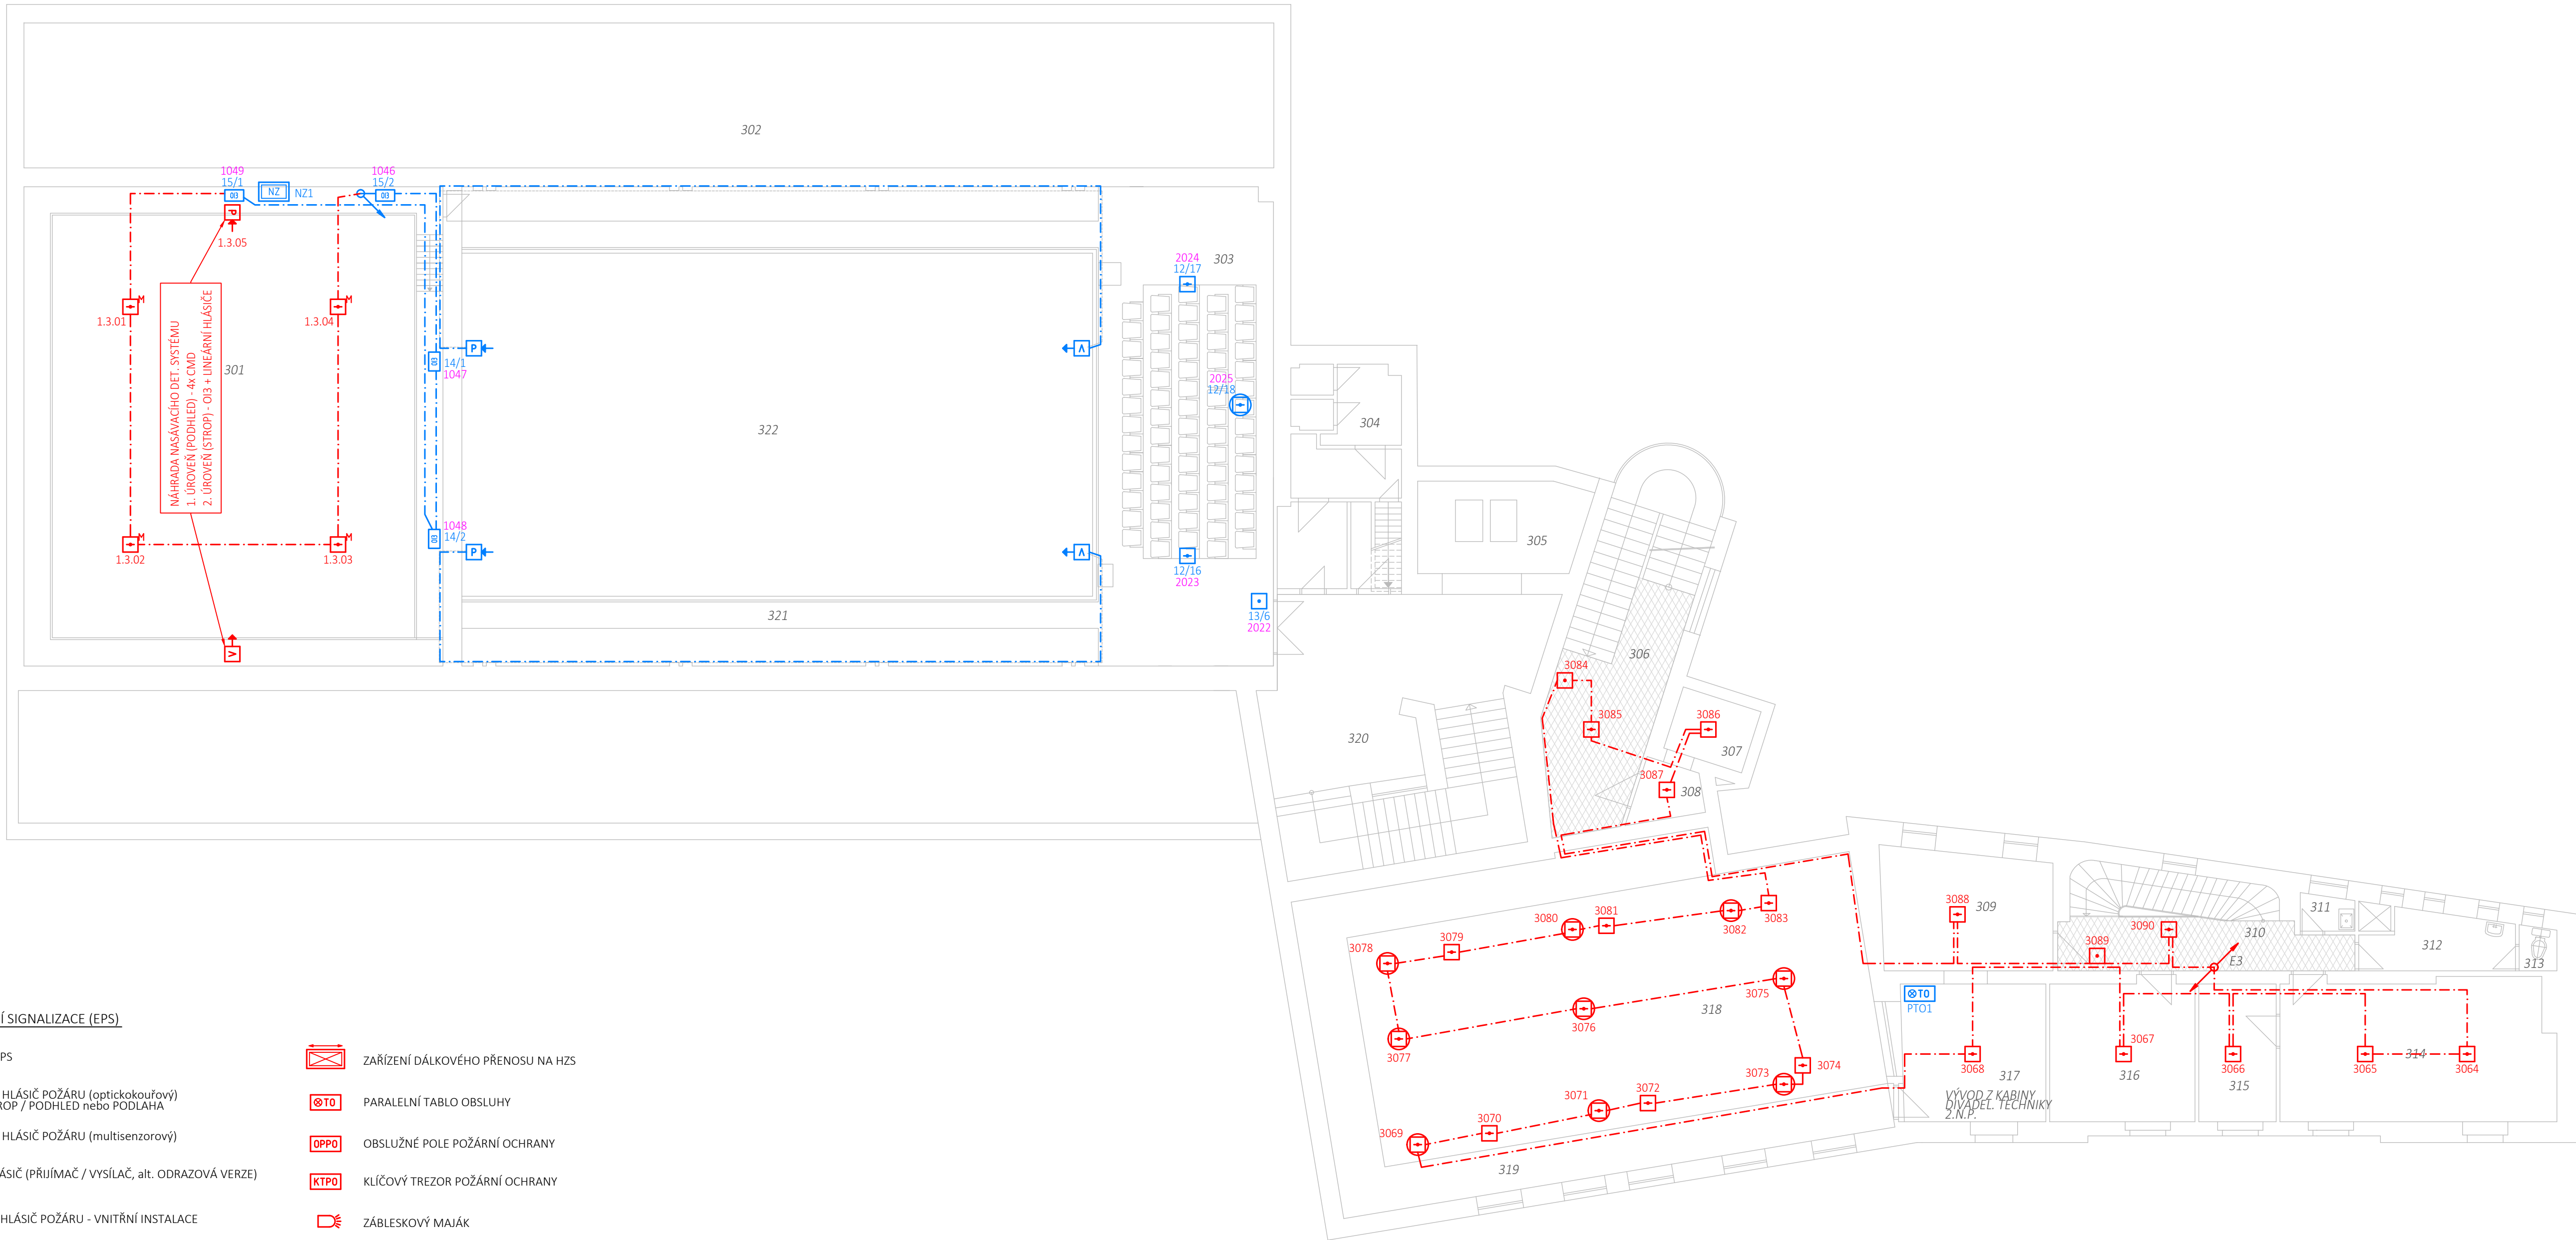 302
1049
15/1
OI3
NZ
NZ1
1046
15/2
OI3
P
1.3.05
M
1.3.01
M
1.3.04
NÁHRADA NASÁVACÍHO DET. SYSTÉMU
1. ÚROVEŇ (PODHLED) - 4x CMD
2. ÚROVEŇ (STROP) - OI3 + LINEÁRNÍ HLÁSIČE
301
M
1.3.02
M
1.3.03
V
OI3
14/1
1047
1048
14/2
OI3
P
P
V
V
322
321
303
2024
12/17
2025
12/18
12/16
2023
13/6
2022
304
305
306
3084
3085
3086
307
3087
308
320
3078
3079
3080
3081
3082
3083
3075
3076
3077
318
3074
3073
3072
3071
3070
3069
319
3088
309
3089
3090
310
E3
311
312
313
TO
PTO1
3068
317
VÝVOD Z KABINY
DIVADEL. TECHNIKY
2.N.P.
3067
316
3066
315
3065
314
3064
Í SIGNALIZACE (EPS)
PS
HLÁSIČ POŽÁRU (optickokouřový)
ROP / PODHLED nebo PODLAHA
HLÁSIČ POŽÁRU (multisenzorový)
ÁSIČ (PŘIJÍMAČ / VYSÍLAČ, alt. ODRAZOVÁ VERZE)
HLÁSIČ POŽÁRU - VNITŘNÍ INSTALACE
ZAŘÍZENÍ DÁLKOVÉHO PŘENOSU NA HZS
TO PARALELNÍ TABLO OBSLUHY
OPPO OBSLUŽNÉ POLE POŽÁRNÍ OCHRANY
KTPO KLÍČOVÝ TREZOR POŽÁRNÍ OCHRANY
ZÁBLESKOVÝ MAJÁK